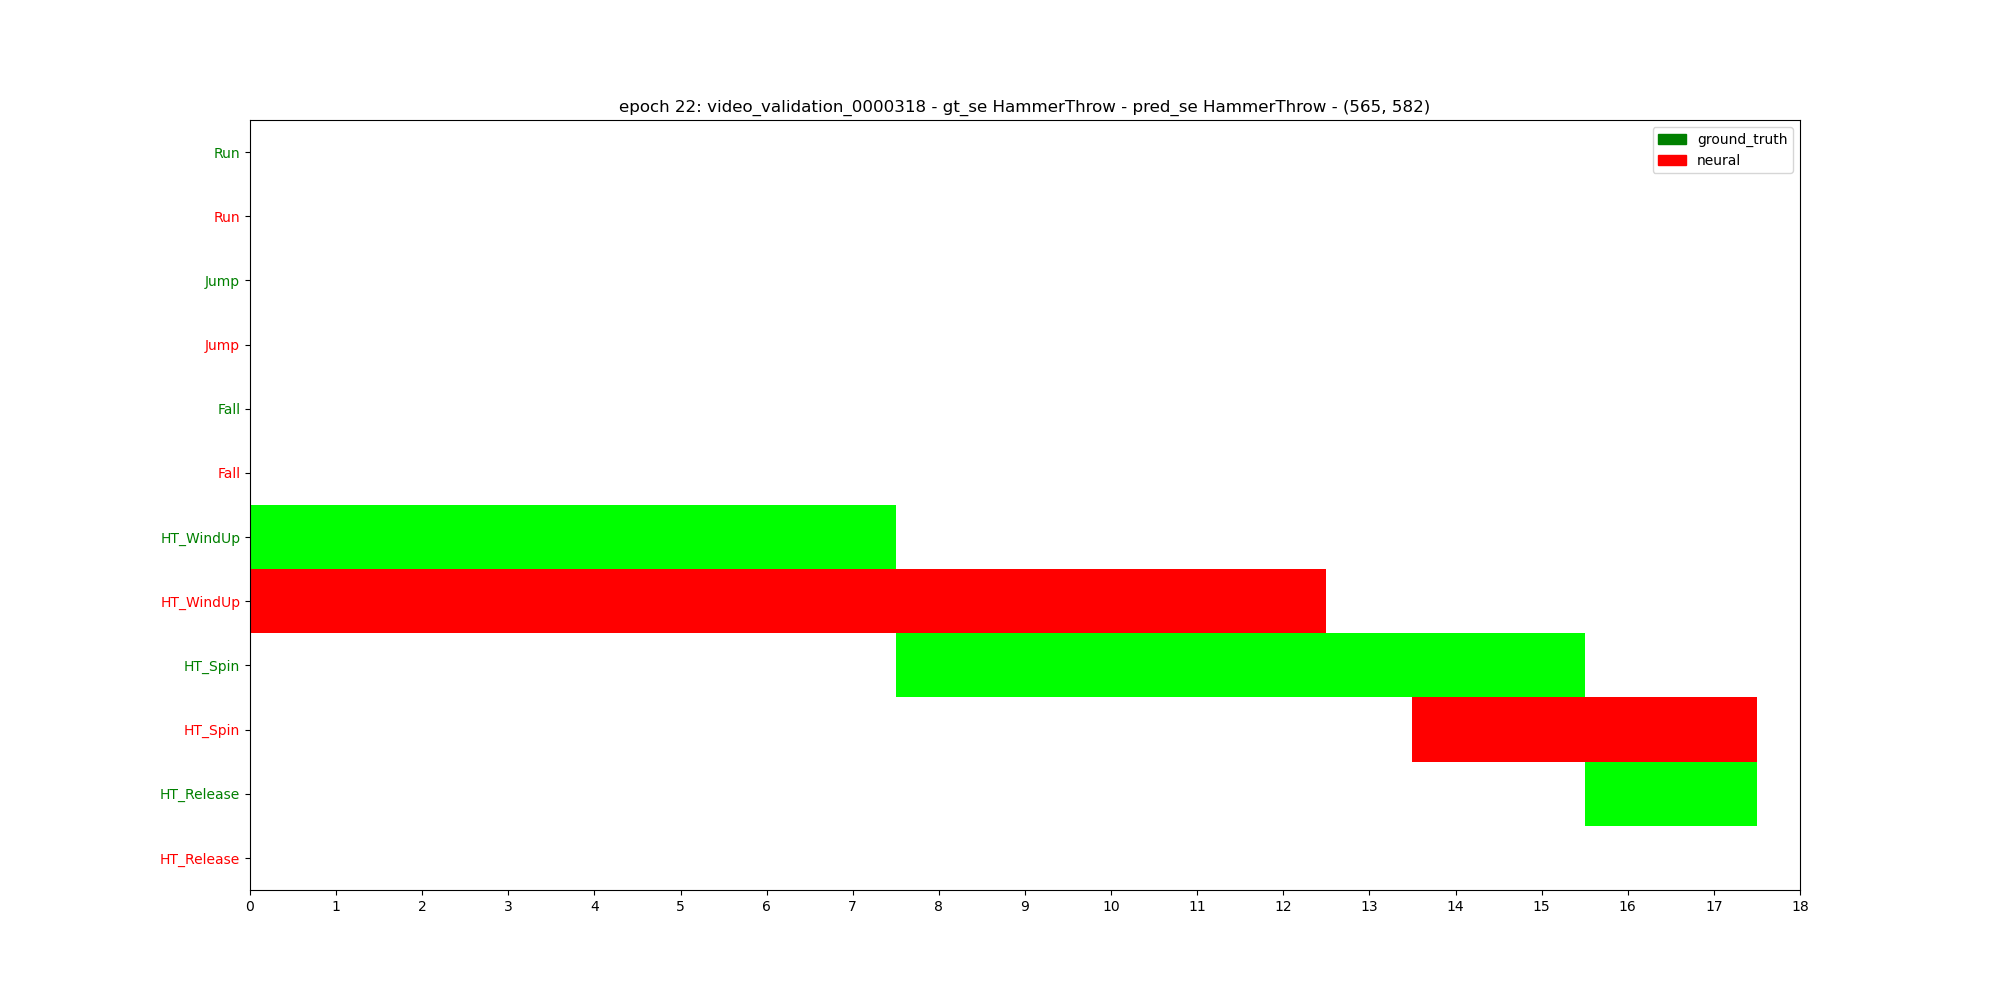 epoch 22: video_validation_0000318 - gt_se HammerThrow - pred_se HammerThrow - (565, 582)
ground_truth
neural
Run
Run
Jump
Jump
Fall
Fall
HT_WindUp
HT_WindUp
HT_Spin
HT_Spin
HT_Release
HT_Release
0 1 2 3 4 5 6 7 8 9 10 11 12 13 14 15 16 17 18